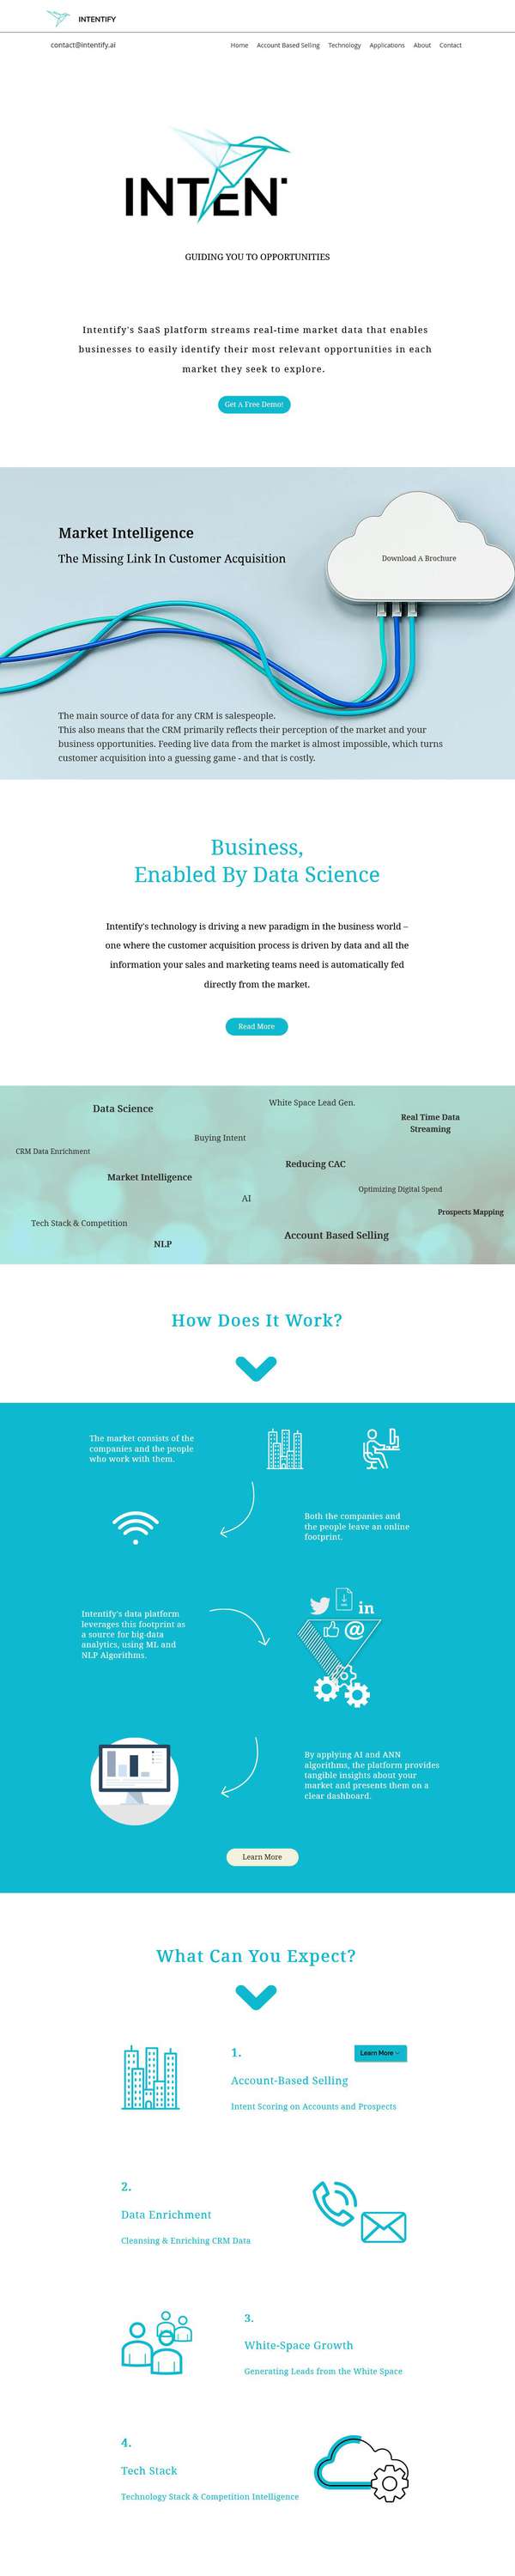 INTENTIFY
contact@intentify.ai
Home Account Based Selling Technology Applications About Contact
INTEN
GUIDING YOU TO OPPORTUNITIES
Intentify's SaaS platform streams real-time market data that enables
businesses to easily identify their most relevant opportunities in each
market they seek to explore.
Get A Free Demo!
Market Intelligence
The Missing Link In Customer Acquisition
Download A Brochure
The main source of data for any CRM is salespeople.
This also means that the CRM primarily reflects their perception of the market and your
business opportunities. Feeding live data from the market is almost impossible, which turns
customer acquisition into a guessing game - and that is costly.
Business,
Enabled By Data Science
Intentify's technology is driving a new paradigm in the business world –
one where the customer acquisition process is driven by data and all the
information your sales and marketing teams need is automatically fed
directly from the market.
Read More
White Space Lead Gen.
Data Science
Real Time Data
Streaming
Buying Intent
CRM Data Enrichment
Reducing CAC
Market Intelligence
Optimizing Digital Spend
AI
Prospects Mapping
Tech Stack & Competition
Account Based Selling
NLP
How Does It Work?
The market consists of the
companies and the people
who work with them.
Both the companies and
the people leave an online
footprint.
in
@
Intentify's data platform
leverages this footprint as
a source for big-data
analytics, using ML and
NLP Algorithms.
By applying AI and ANN
algorithms, the platform provides
tangible insights about your
market and presents them on a
clear dashboard.
Learn More
What Can You Expect?
1.
Learn More
Account-Based Selling
Intent Scoring on Accounts and Prospects
2.
Data Enrichment
Cleansing & Enriching CRM Data
3.
White-Space Growth
Generating Leads from the White Space
4.
Tech Stack
Technology Stack & Competition Intelligence